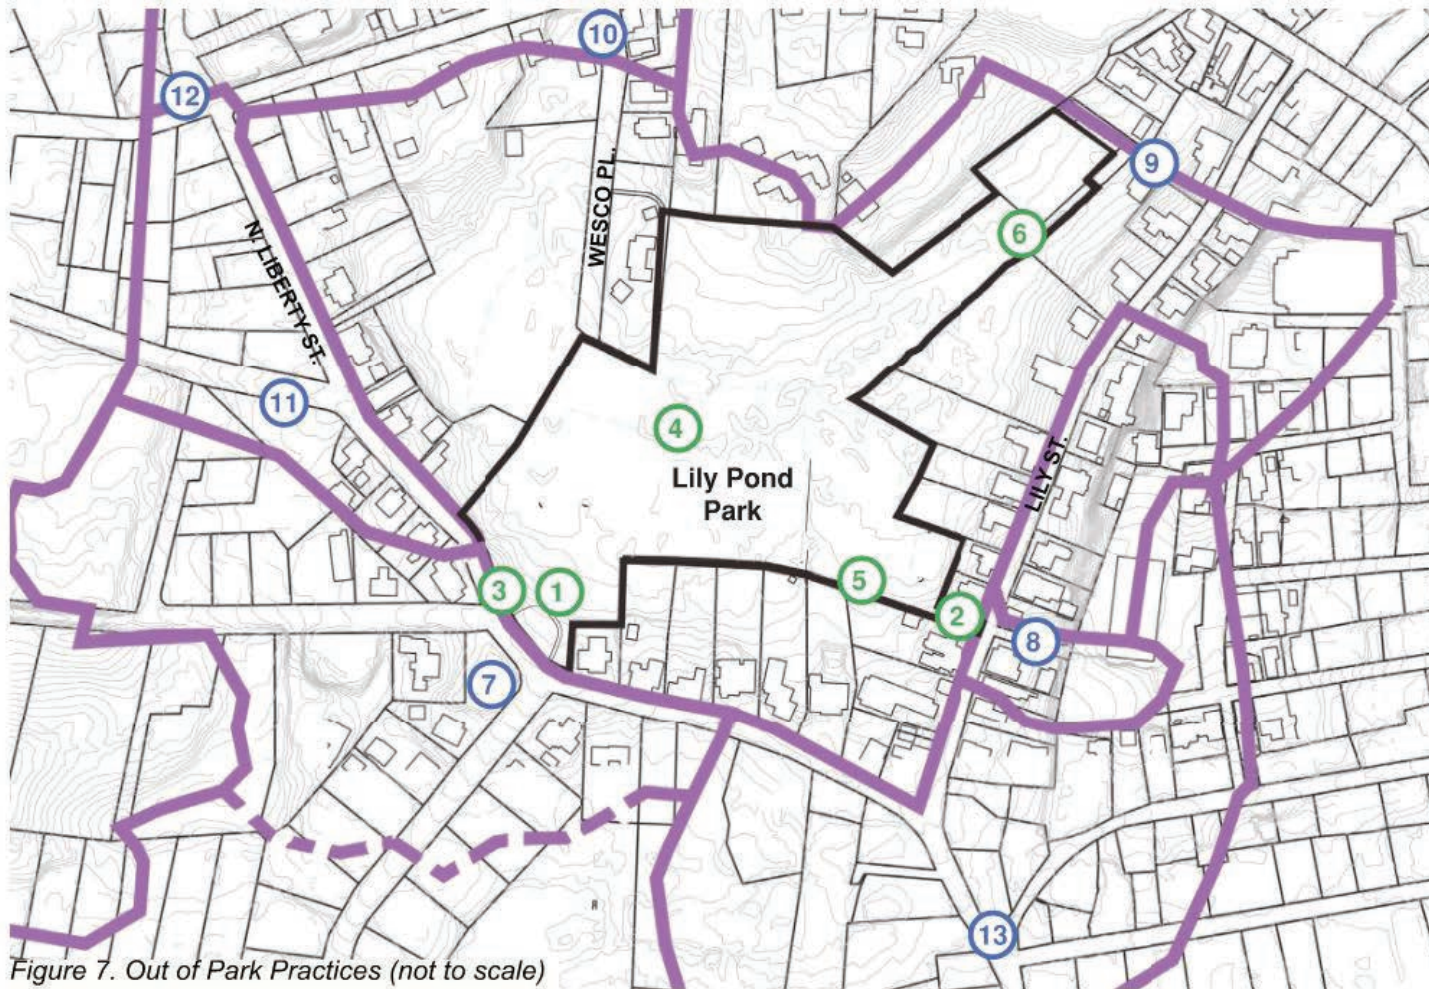 10
12
9
WESCO PL.
6
N. LIBERTY ST.
11
4
Lily Pond
Park
LILY ST.
3
1
5
2
8
7
13
Figure 7. Out of Park Practices (not to scale)